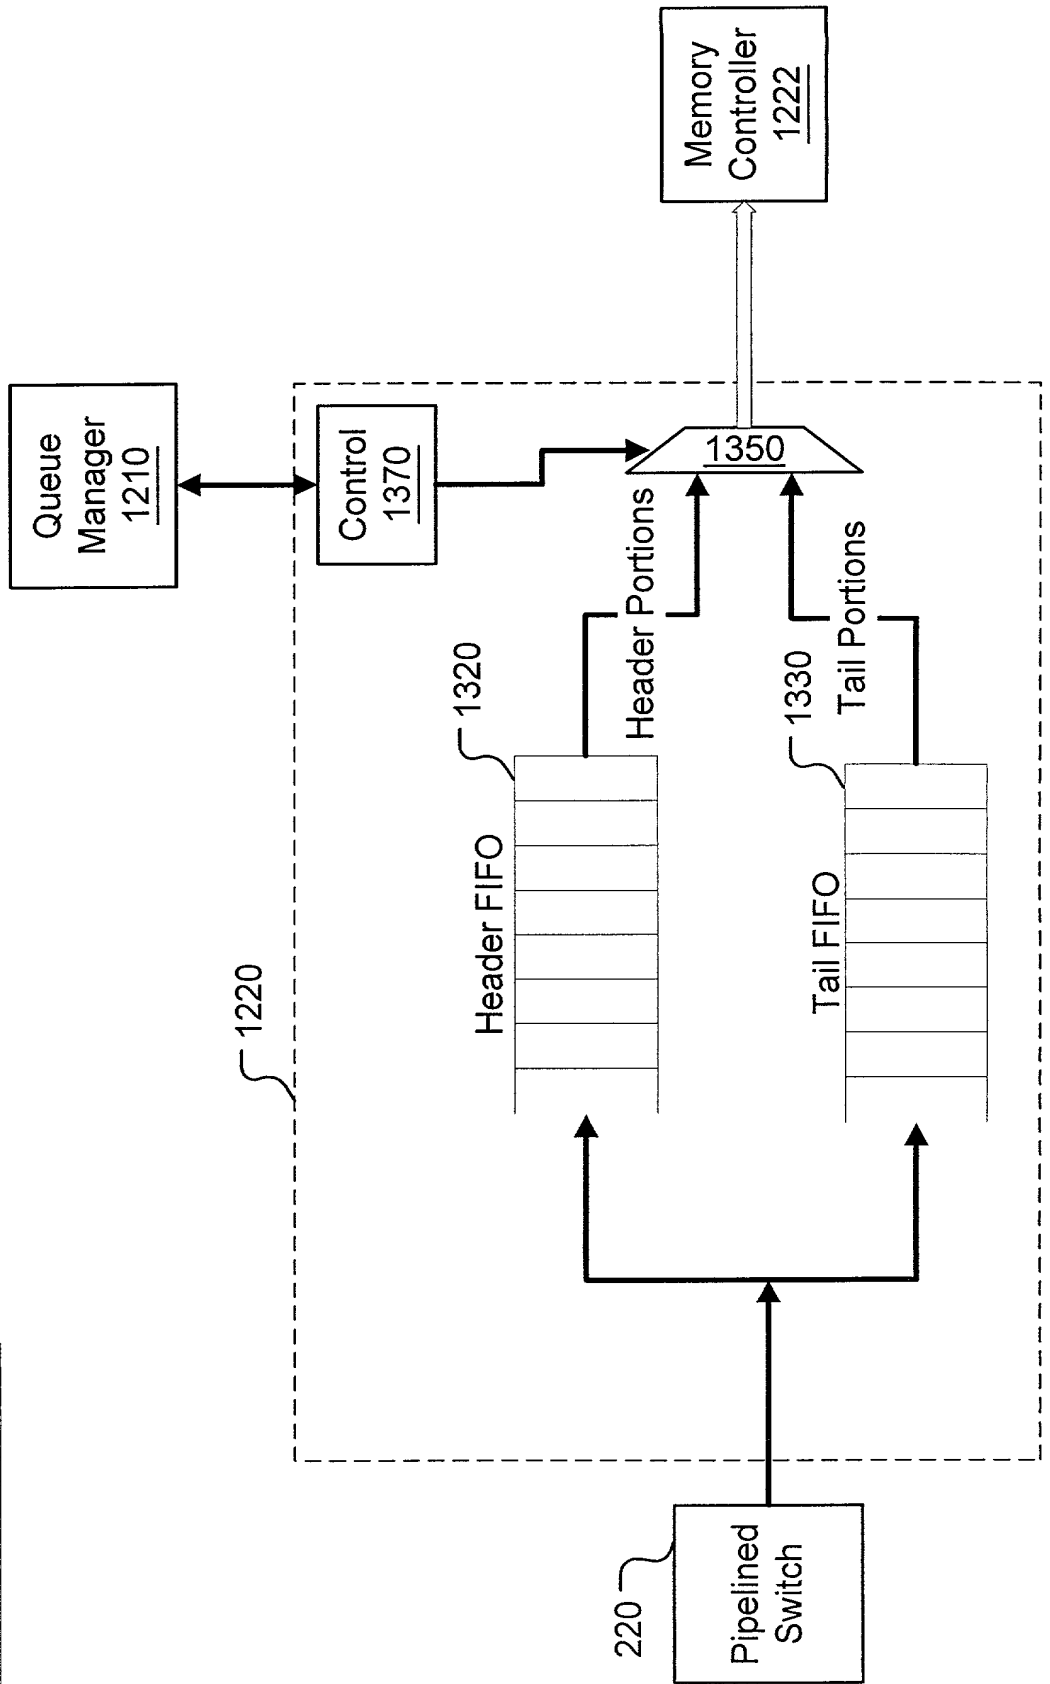 Queue
Manager
1210
Memory
Controller
1222
Control
1370
1350
Header Portions
Tail Portions
1320
1330
Header FIFO
Tail FIFO
1220
220
Pipelined
Switch